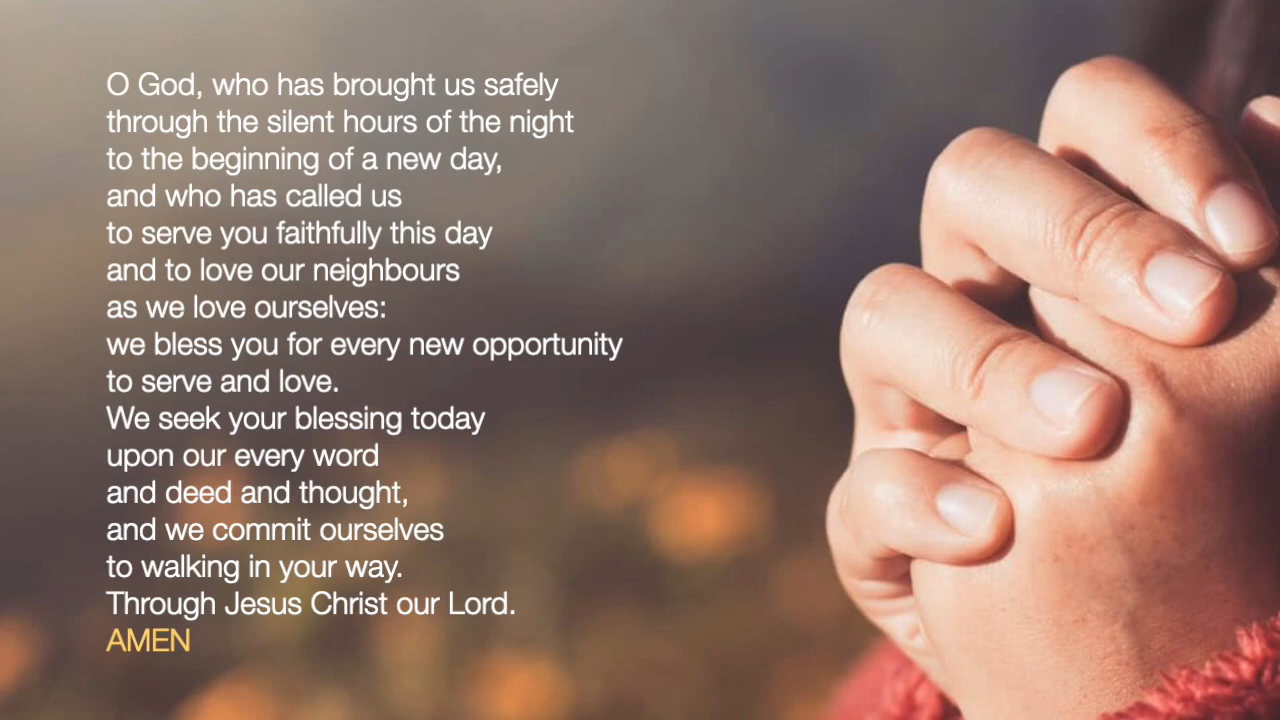 O God, who has brought us safely
through the silent hours of the night
to the beginning of a new day,
and who has called us
to serve you faithfully this day
and to love our neighbours
as we love ourselves:
we bless you for every new opportunity
to serve and love.
We seek your blessing today
upon our every word
and deed and thought,
and we commit ourselves
to walking in your way.
Through Jesus Christ our Lord.
AMEN